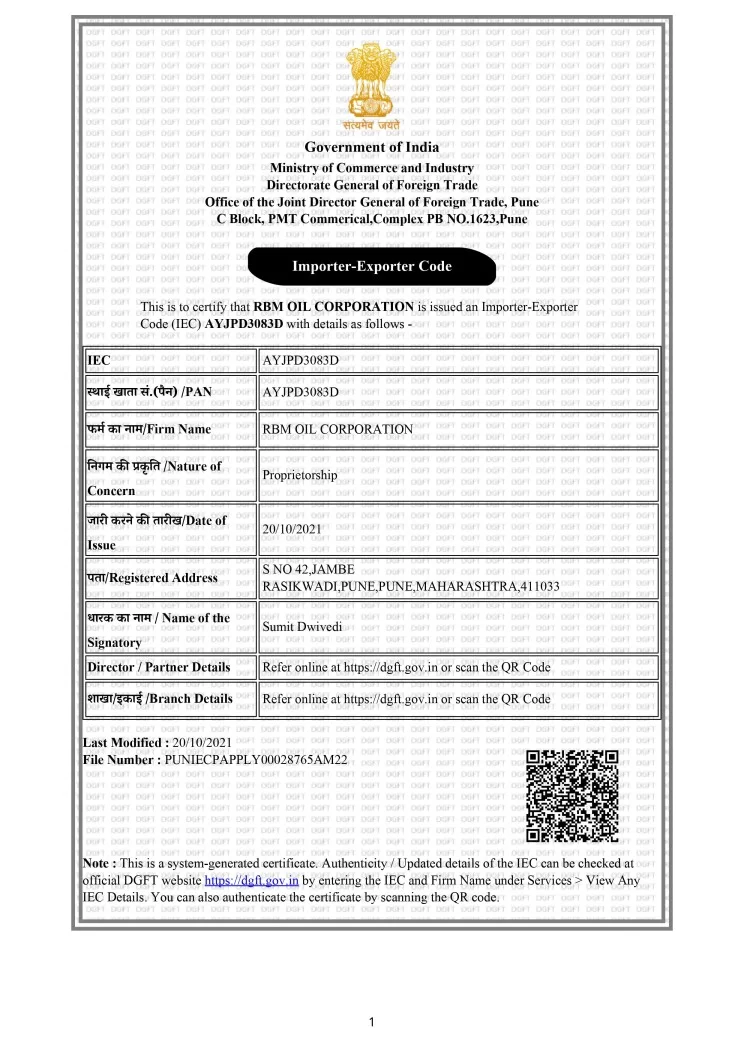 सत्यमेव जयते
Government of India
Ministry of Commerce and Industry
Directorate General of Foreign Trade
Office of the Joint Director General of Foreign Trade, Pune
C Block, PMT Commerical,Complex PB NO.1623,Pune
Importer-Exporter Code
This is to certify that RBM OIL CORPORATION is issued an Importer-Exporter
Code (IEC) AYJPD3083D with details as follows -
IEC AYJPD3083D
स्थाई खाता सं.(पैन) /PAN AYJPD3083D
फर्म का नाम/Firm Name RBM OIL CORPORATION
निगम की प्रकृति /Nature of
Concern
Proprietorship
जारी करने की तारीख/Date of
Issue
20/10/2021
पता/Registered Address
S NO 42,JAMBE
RASIKWADI,PUNE,PUNE,MAHARASHTRA,411033
धारक का नाम / Name of the
Signatory
Sumit Dwivedi
Director / Partner Details Refer online at https://dgft.gov.in or scan the QR Code
शाखा/इकाई /Branch Details Refer online at https://dgft.gov.in or scan the QR Code
Last Modified : 20/10/2021
File Number : PUNIECPAPPLY00028765AM22
Note : This is a system-generated certificate. Authenticity / Updated details of the IEC can be checked at
official DGFT website https://dgft.gov.in by entering the IEC and Firm Name under Services > View Any
IEC Details. You can also authenticate the certificate by scanning the QR code.
1